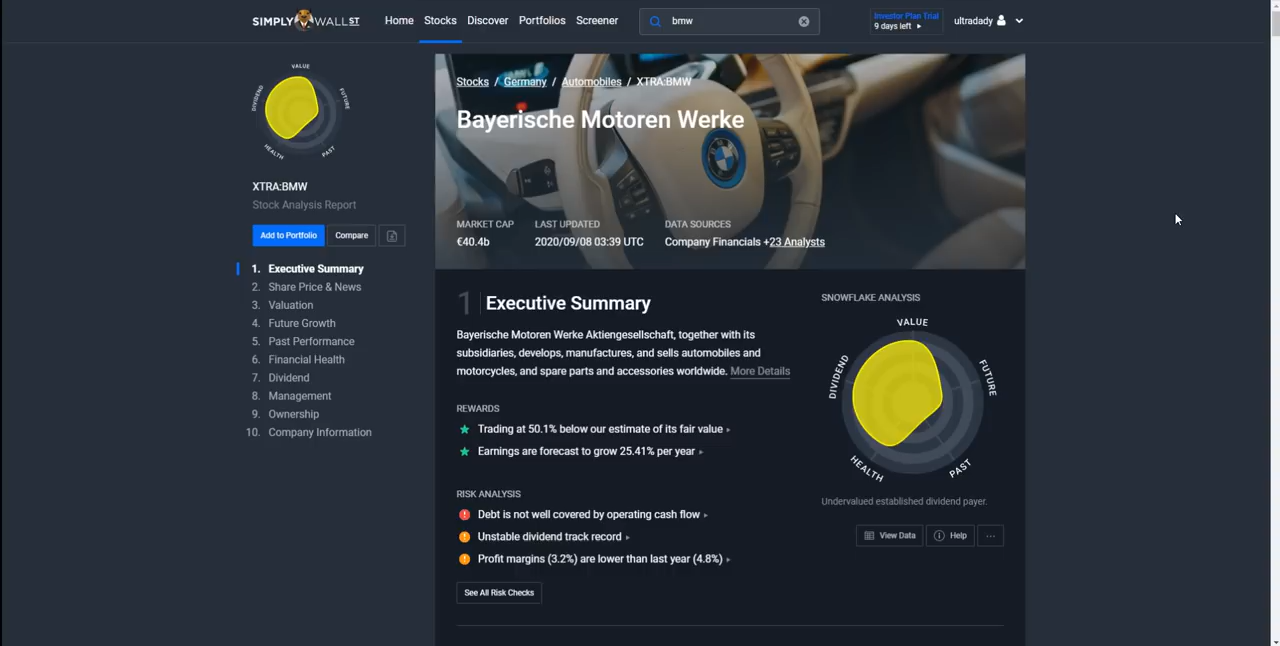 SIMPLY WALL ST
Home Stocks Discover Portfolios Screener
bmw
Investor Plan Trial
9 days left
ultradady
VALUE
FUTURE
PAST
HEALTH
DIVIDEND
XTRA:BMW
Stock Analysis Report
Add to Portfolio Compare
1. Executive Summary
2. Share Price & News
3. Valuation
4. Future Growth
5. Past Performance
6. Financial Health
7. Dividend
8. Management
9. Ownership
10. Company Information
Stocks / Germany / Automobiles / XTRA:BMW
Bayerische Motoren Werke
MARKET CAP LAST UPDATED DATA SOURCES
€40.4b 2020/09/08 03:39 UTC Company Financials +23 Analysts
1 Executive Summary
Bayerische Motoren Werke Aktiengesellschaft, together with its
subsidiaries, develops, manufactures, and sells automobiles and
motorcycles, and spare parts and accessories worldwide. More Details
REWARDS
Trading at 50.1% below our estimate of its fair value
Earnings are forecast to grow 25.41% per year
RISK ANALYSIS
Debt is not well covered by operating cash flow
Unstable dividend track record
Profit margins (3.2%) are lower than last year (4.8%)
See All Risk Checks
SNOWFLAKE ANALYSIS
VALUE
FUTURE
PAST
HEALTH
DIVIDEND
Undervalued established dividend payer.
View Data Help ...